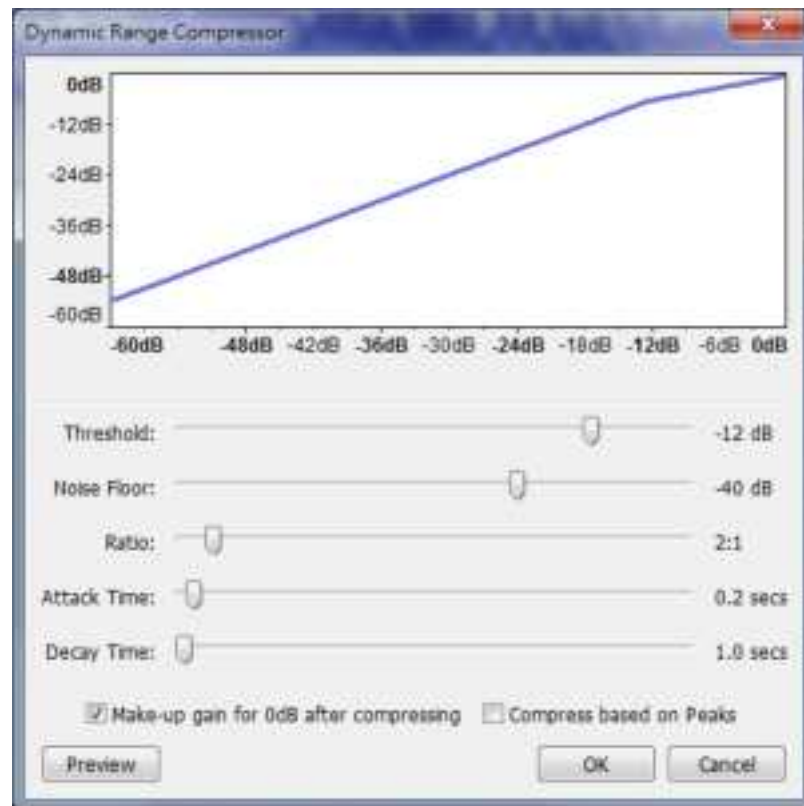 Dynamic Range Compressor
0dB
-12dB
-24dB
-36dB
-48dB
-60dB
-60dB -48dB -42dB -36dB -30dB -24dB -18dB -12dB -6dB 0dB
Threshold: -12 dB
Noise Floor: -40 dB
Ratio: 2:1
Attack Time: 0.2 secs
Decay Time: 1.0 secs
Make-up gain for 0dB after compressing Compress based on Peaks
Preview OK Cancel